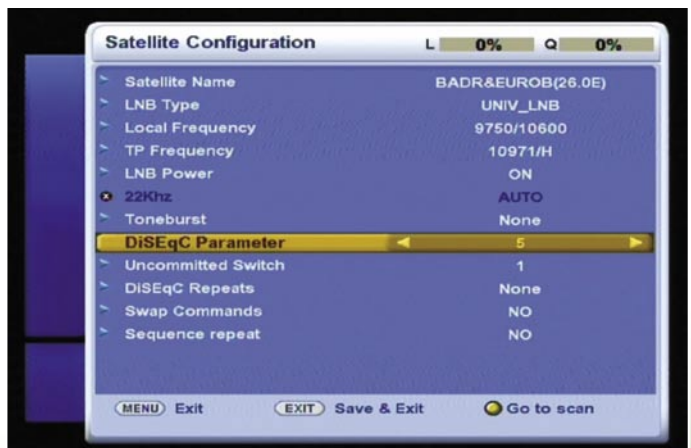 Satellite Configuration L 0% Q 0%
Satellite Name BADR&EUROB(26.0E)
LNB Type UNIV_LNB
Local Frequency 9750/10600
TP Frequency 10971/H
LNB Power ON
22Khz AUTO
Toneburst None
DiSEqC Parameter 5
Uncommitted Switch 1
DiSEqC Repeats None
Swap Commands NO
Sequence repeat NO
MENU Exit EXIT Save & Exit Go to scan